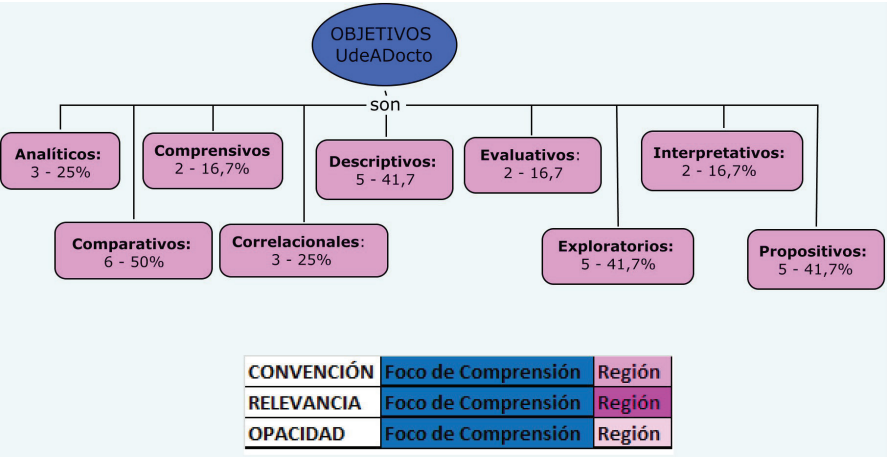 OBJETIVOS
UdeADocto
son
Analíticos:
3 - 25%
Comprensivos
2 - 16,7%
Descriptivos:
5 - 41,7
Evaluativos:
2 - 16,7
Interpretativos:
2 - 16,7%
Comparativos:
6 - 50%
Correlacionales:
3 - 25%
Exploratorios:
5 - 41,7%
Propositivos:
5 - 41,7%
CONVENCIÓN Foco de Comprensión Región
RELEVANCIA Foco de Comprensión Región
OPACIDAD Foco de Comprensión Región